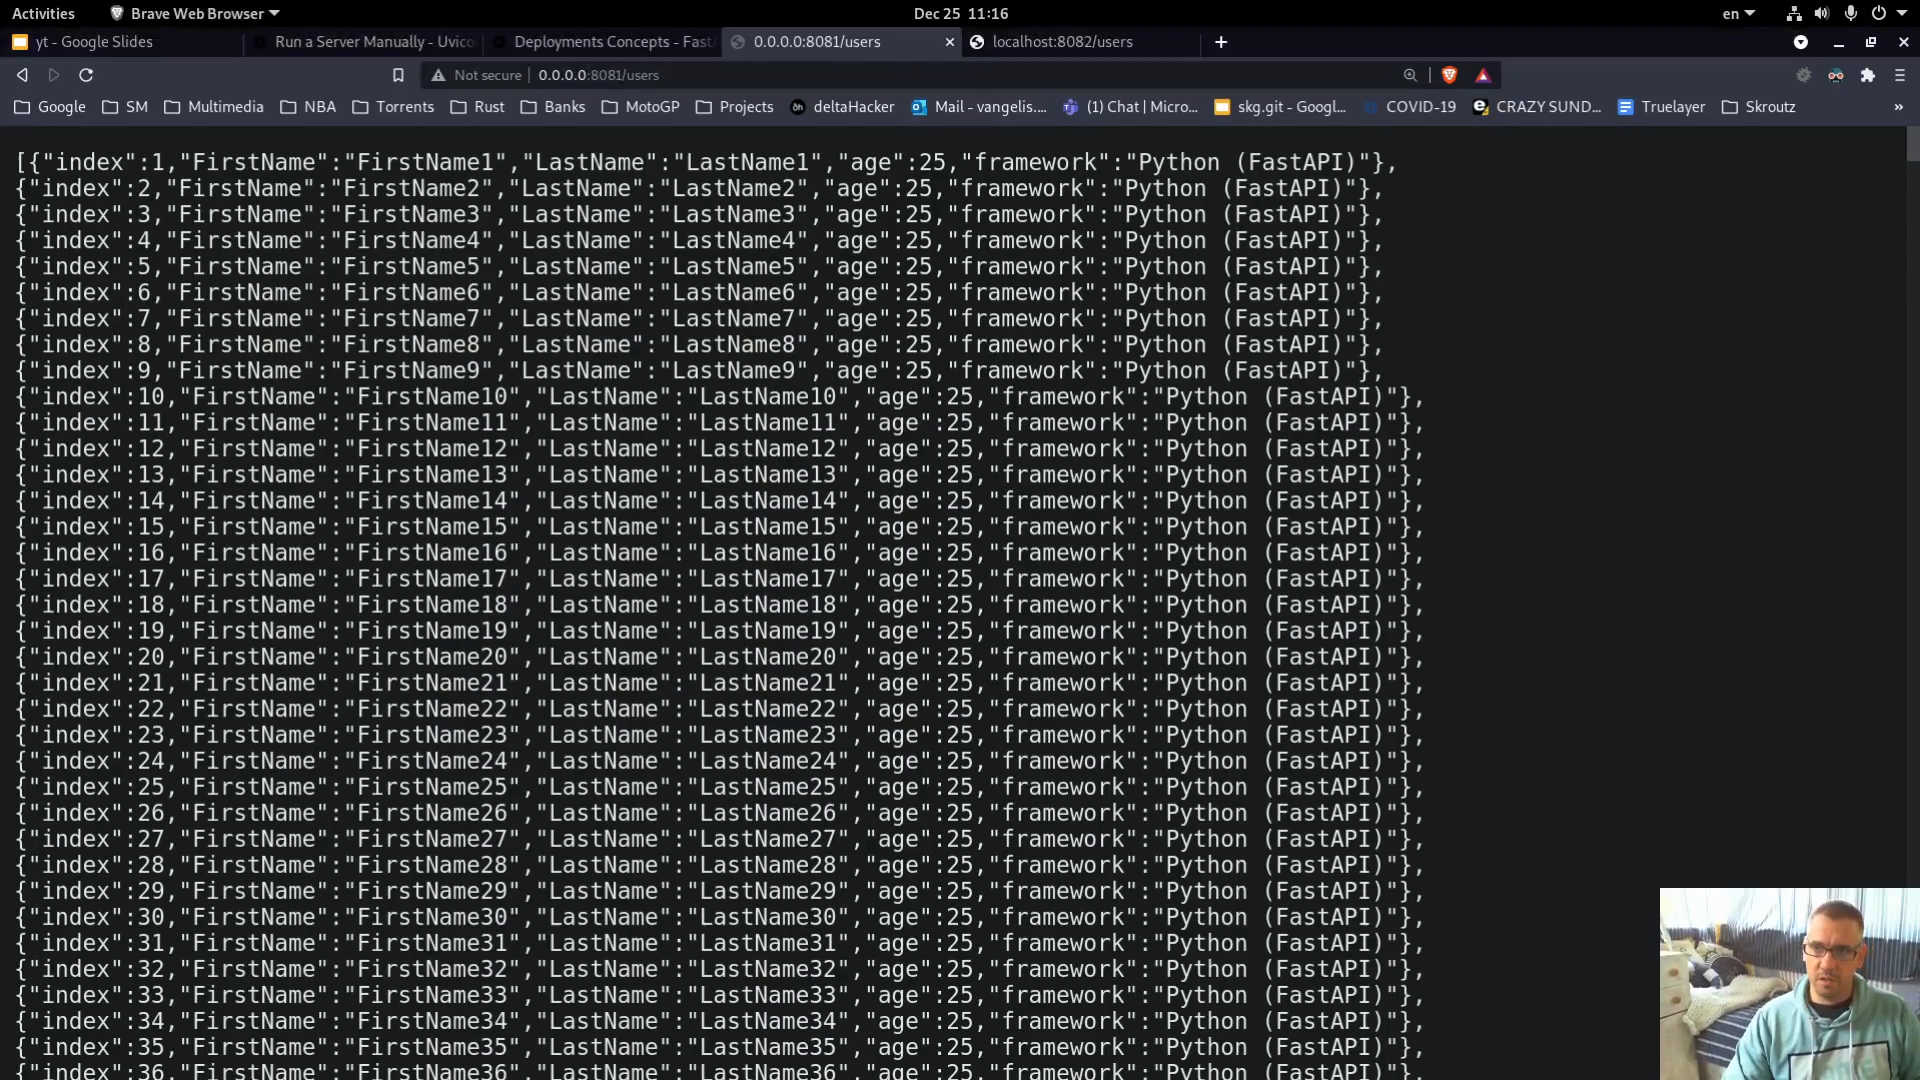 Activities Brave Web Browser Dec 25 11:16 en
yt - Google Slides Run a Server Manually - Uvico Deployments Concepts - Fast 0.0.0.0:8081/users localhost:8082/users
Not secure 0.0.0.0:8081/users
Google SM Multimedia NBA Torrents Rust Banks MotoGP Projects deltaHacker Mail - vangelis.... (1) Chat | Micro... skg.git - Googl... COVID-19 CRAZY SUND... Truelayer Skroutz »
[{"index":1,"FirstName":"FirstName1","LastName":"LastName1","age":25,"framework":"Python (FastAPI)"},
{"index":2,"FirstName":"FirstName2","LastName":"LastName2","age":25,"framework":"Python (FastAPI)"},
{"index":3,"FirstName":"FirstName3","LastName":"LastName3","age":25,"framework":"Python (FastAPI)"},
{"index":4,"FirstName":"FirstName4","LastName":"LastName4","age":25,"framework":"Python (FastAPI)"},
{"index":5,"FirstName":"FirstName5","LastName":"LastName5","age":25,"framework":"Python (FastAPI)"},
{"index":6,"FirstName":"FirstName6","LastName":"LastName6","age":25,"framework":"Python (FastAPI)"},
{"index":7,"FirstName":"FirstName7","LastName":"LastName7","age":25,"framework":"Python (FastAPI)"},
{"index":8,"FirstName":"FirstName8","LastName":"LastName8","age":25,"framework":"Python (FastAPI)"},
{"index":9,"FirstName":"FirstName9","LastName":"LastName9","age":25,"framework":"Python (FastAPI)"},
{"index":10,"FirstName":"FirstName10","LastName":"LastName10","age":25,"framework":"Python (FastAPI)"},
{"index":11,"FirstName":"FirstName11","LastName":"LastName11","age":25,"framework":"Python (FastAPI)"},
{"index":12,"FirstName":"FirstName12","LastName":"LastName12","age":25,"framework":"Python (FastAPI)"},
{"index":13,"FirstName":"FirstName13","LastName":"LastName13","age":25,"framework":"Python (FastAPI)"},
{"index":14,"FirstName":"FirstName14","LastName":"LastName14","age":25,"framework":"Python (FastAPI)"},
{"index":15,"FirstName":"FirstName15","LastName":"LastName15","age":25,"framework":"Python (FastAPI)"},
{"index":16,"FirstName":"FirstName16","LastName":"LastName16","age":25,"framework":"Python (FastAPI)"},
{"index":17,"FirstName":"FirstName17","LastName":"LastName17","age":25,"framework":"Python (FastAPI)"},
{"index":18,"FirstName":"FirstName18","LastName":"LastName18","age":25,"framework":"Python (FastAPI)"},
{"index":19,"FirstName":"FirstName19","LastName":"LastName19","age":25,"framework":"Python (FastAPI)"},
{"index":20,"FirstName":"FirstName20","LastName":"LastName20","age":25,"framework":"Python (FastAPI)"},
{"index":21,"FirstName":"FirstName21","LastName":"LastName21","age":25,"framework":"Python (FastAPI)"},
{"index":22,"FirstName":"FirstName22","LastName":"LastName22","age":25,"framework":"Python (FastAPI)"},
{"index":23,"FirstName":"FirstName23","LastName":"LastName23","age":25,"framework":"Python (FastAPI)"},
{"index":24,"FirstName":"FirstName24","LastName":"LastName24","age":25,"framework":"Python (FastAPI)"},
{"index":25,"FirstName":"FirstName25","LastName":"LastName25","age":25,"framework":"Python (FastAPI)"},
{"index":26,"FirstName":"FirstName26","LastName":"LastName26","age":25,"framework":"Python (FastAPI)"},
{"index":27,"FirstName":"FirstName27","LastName":"LastName27","age":25,"framework":"Python (FastAPI)"},
{"index":28,"FirstName":"FirstName28","LastName":"LastName28","age":25,"framework":"Python (FastAPI)"},
{"index":29,"FirstName":"FirstName29","LastName":"LastName29","age":25,"framework":"Python (FastAPI)"},
{"index":30,"FirstName":"FirstName30","LastName":"LastName30","age":25,"framework":"Python (FastAPI)"},
{"index":31,"FirstName":"FirstName31","LastName":"LastName31","age":25,"framework":"Python (FastAPI)"},
{"index":32,"FirstName":"FirstName32","LastName":"LastName32","age":25,"framework":"Python (FastAPI)"},
{"index":33,"FirstName":"FirstName33","LastName":"LastName33","age":25,"framework":"Python (FastAPI)"},
{"index":34,"FirstName":"FirstName34","LastName":"LastName34","age":25,"framework":"Python (FastAPI)"},
{"index":35,"FirstName":"FirstName35","LastName":"LastName35","age":25,"framework":"Python (FastAPI)"},
{"index":36,"FirstName":"FirstName36","LastName":"LastName36","age":25,"framework":"Python (FastAPI)"},